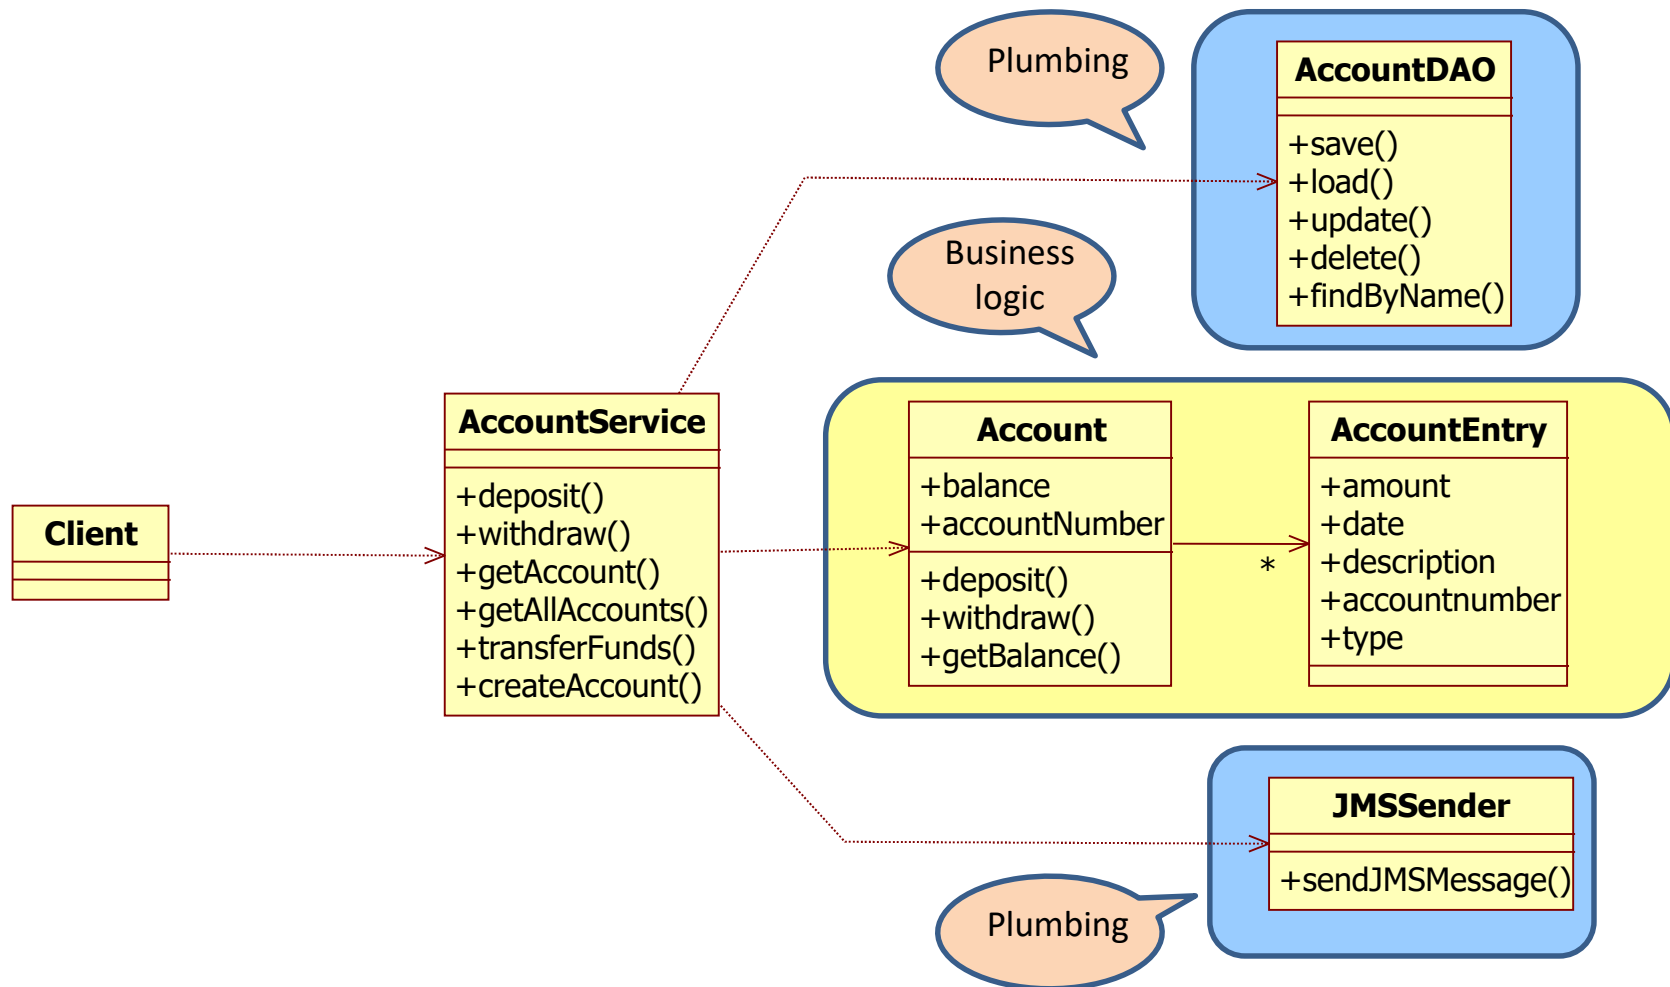 Plumbing
AccountDAO
+save()
+load()
+update()
+delete()
+findByName()
Business
logic
AccountService
+deposit()
+withdraw()
+getAccount()
+getAllAccounts()
+transferFunds()
+createAccount()
Client
Account
+balance
+accountNumber
+deposit()
+withdraw()
+getBalance()
*
AccountEntry
+amount
+date
+description
+accountnumber
+type
JMSSender
+sendJMSMessage()
Plumbing